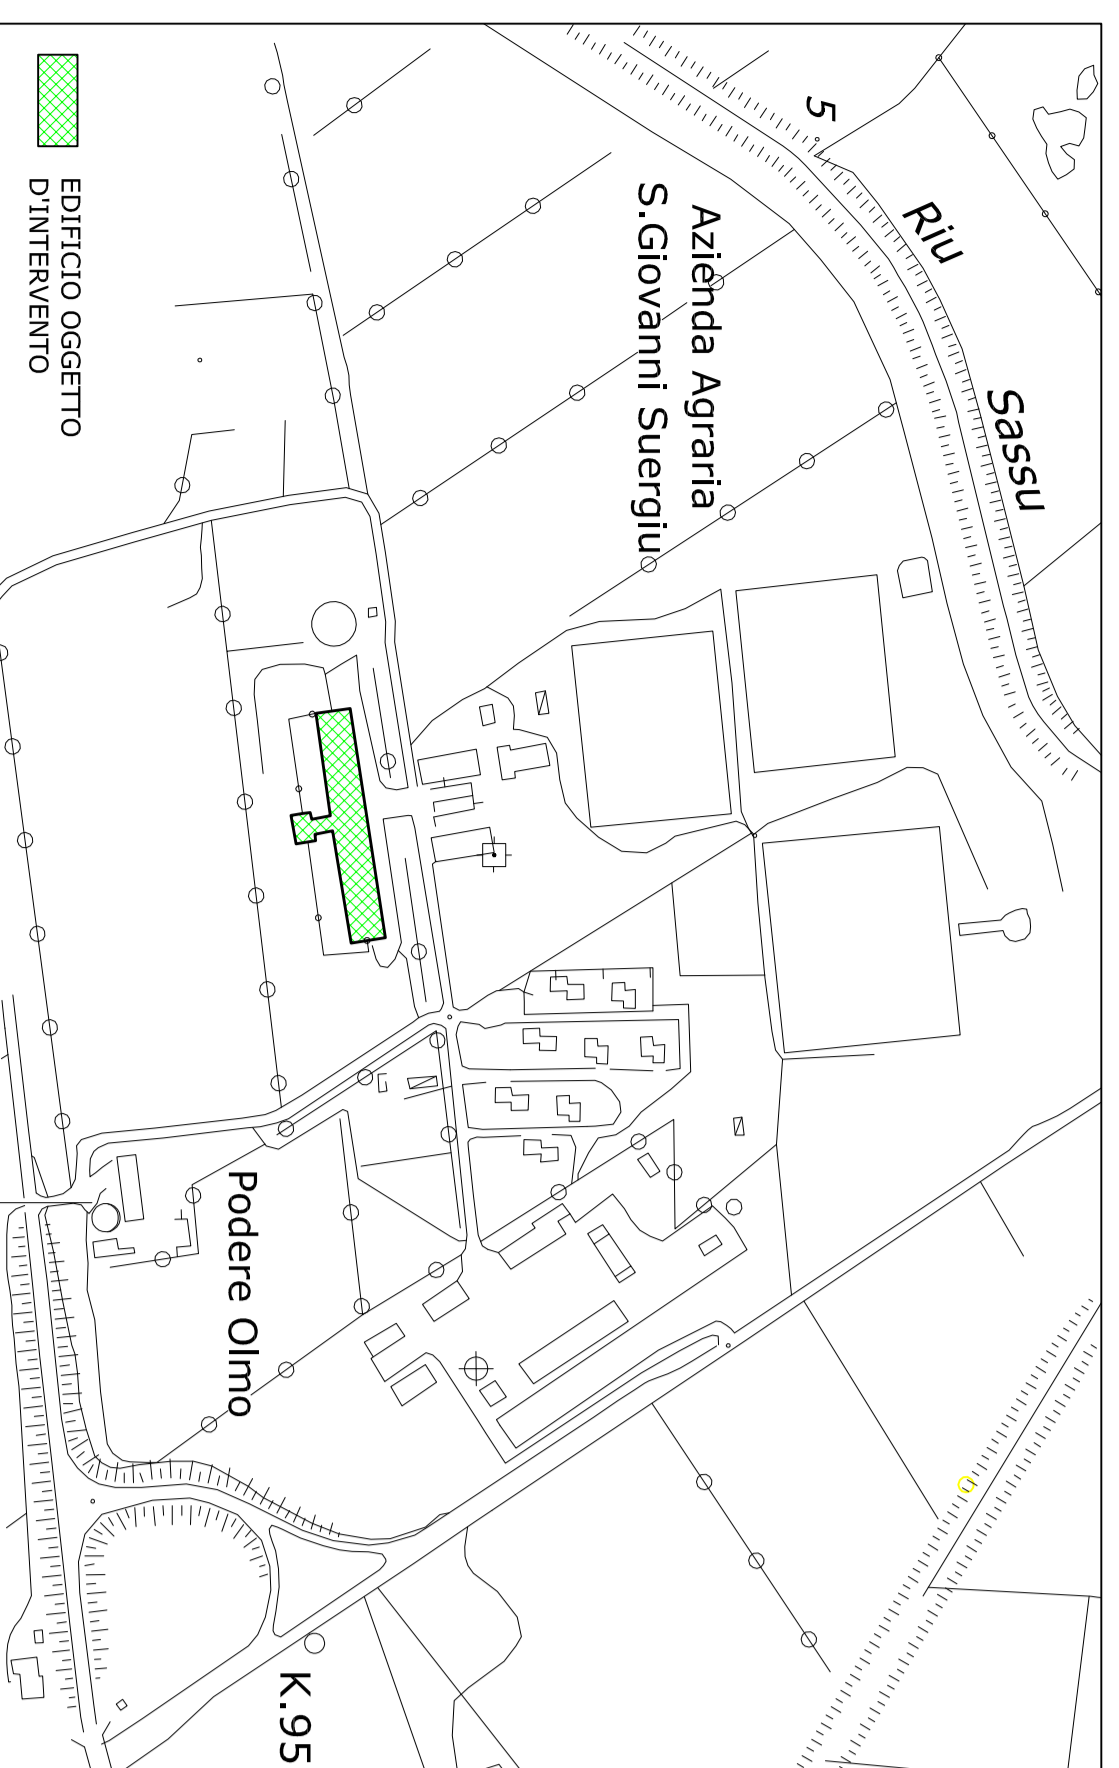 5
Riu
Sassu
Azienda Agraria
S.Giovanni Suergiu
EDIFICIO OGGETTO
D'INTERVENTO
Podere Olmo
K.95